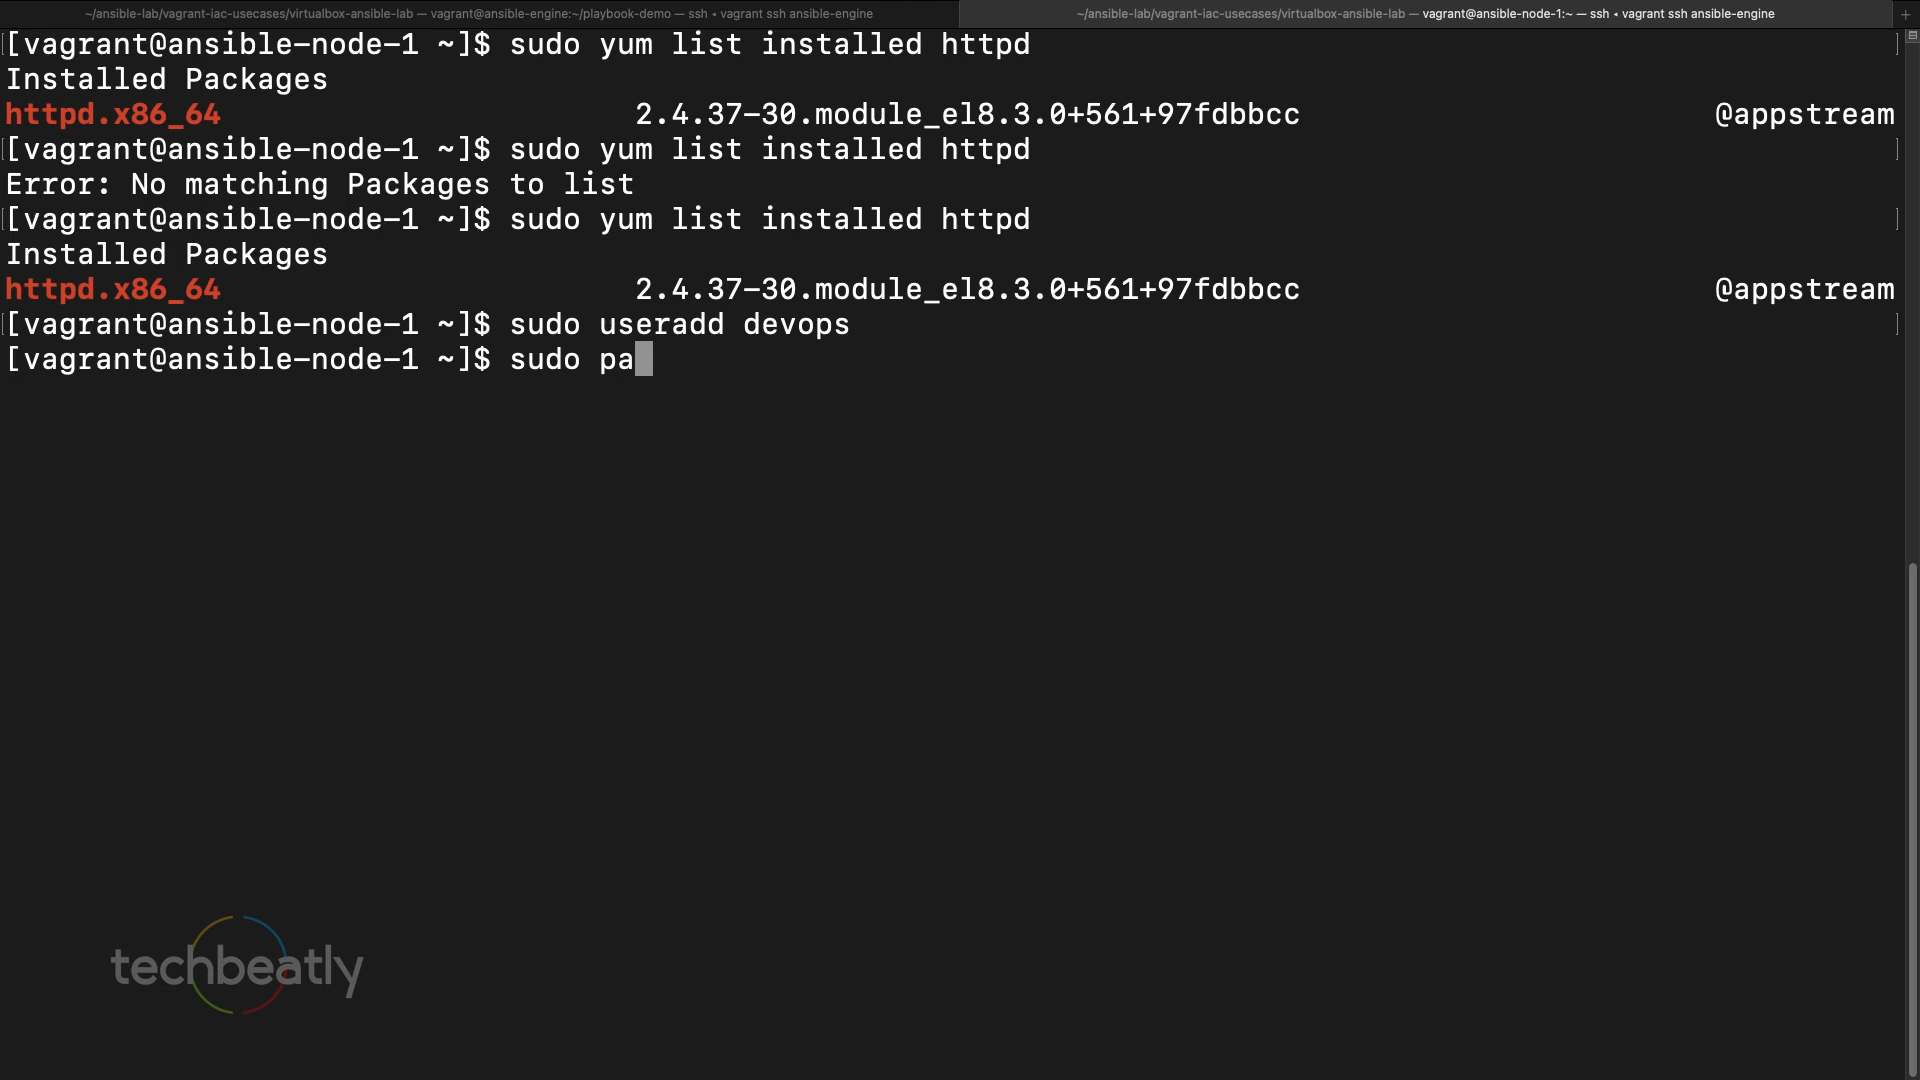 ~/ansible-lab/vagrant-iac-usecases/virtualbox-ansible-lab — vagrant@ansible-engine:~/playbook-demo — ssh ◂ vagrant ssh ansible-engine
~/ansible-lab/vagrant-iac-usecases/virtualbox-ansible-lab — vagrant@ansible-node-1:~ — ssh ◂ vagrant ssh ansible-engine
[vagrant@ansible-node-1 ~]$ sudo yum list installed httpd
Installed Packages
httpd.x86_64 2.4.37-30.module_el8.3.0+561+97fdbbcc @appstream
[vagrant@ansible-node-1 ~]$ sudo yum list installed httpd
Error: No matching Packages to list
[vagrant@ansible-node-1 ~]$ sudo yum list installed httpd
Installed Packages
httpd.x86_64 2.4.37-30.module_el8.3.0+561+97fdbbcc @appstream
[vagrant@ansible-node-1 ~]$ sudo useradd devops
[vagrant@ansible-node-1 ~]$ sudo pa
techbeatly